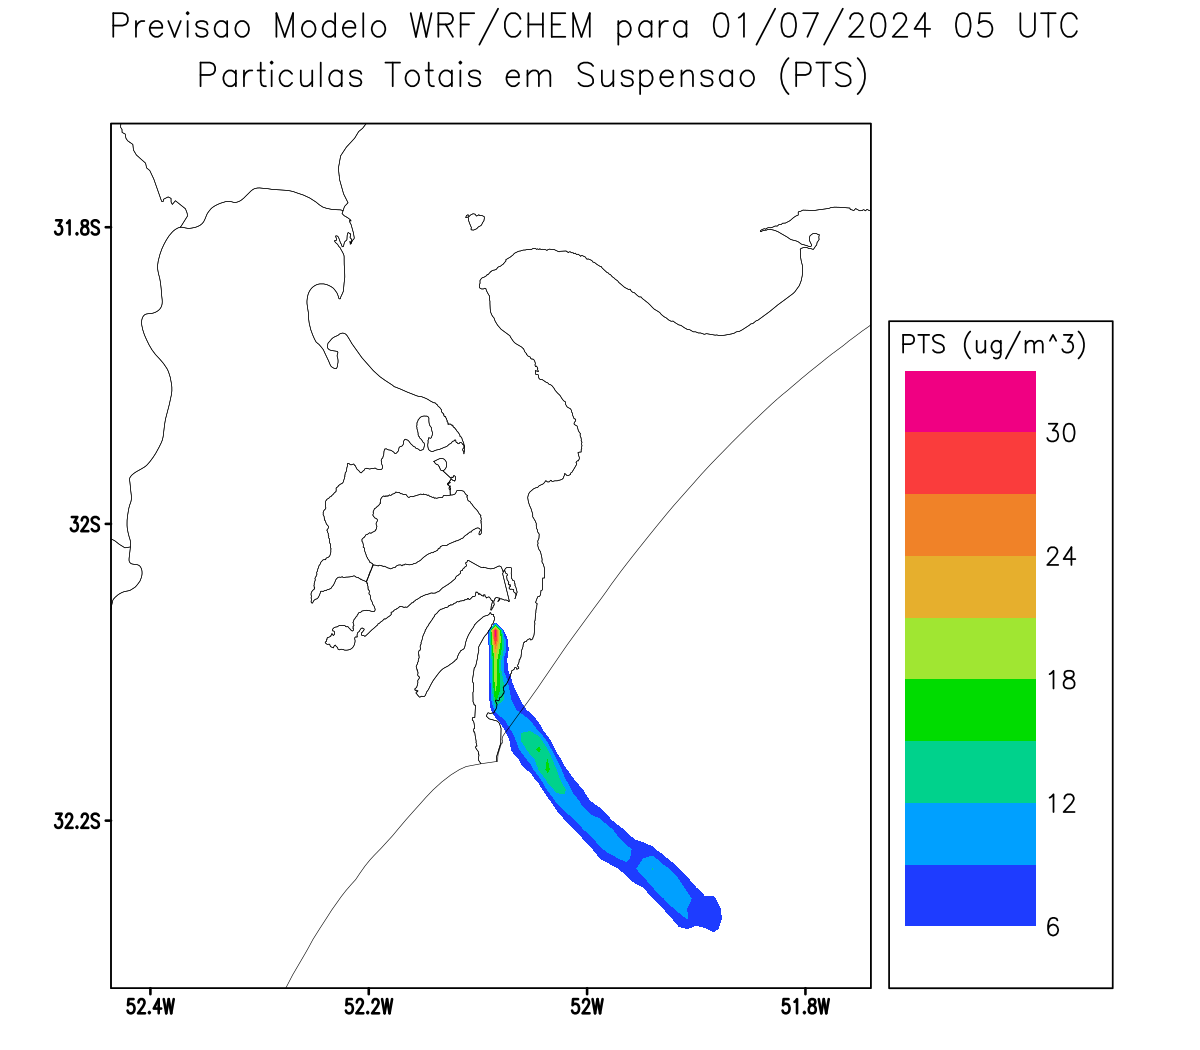 Previsao Modelo WRF/CHEM para 01/07/2024 05 UTC
Particulas Totais em Suspensao (PTS)
31.8S
32S
32.2S
52.4W 52.2W 52W 51.8W
PTS (ug/m^3)
30
24
18
12
6